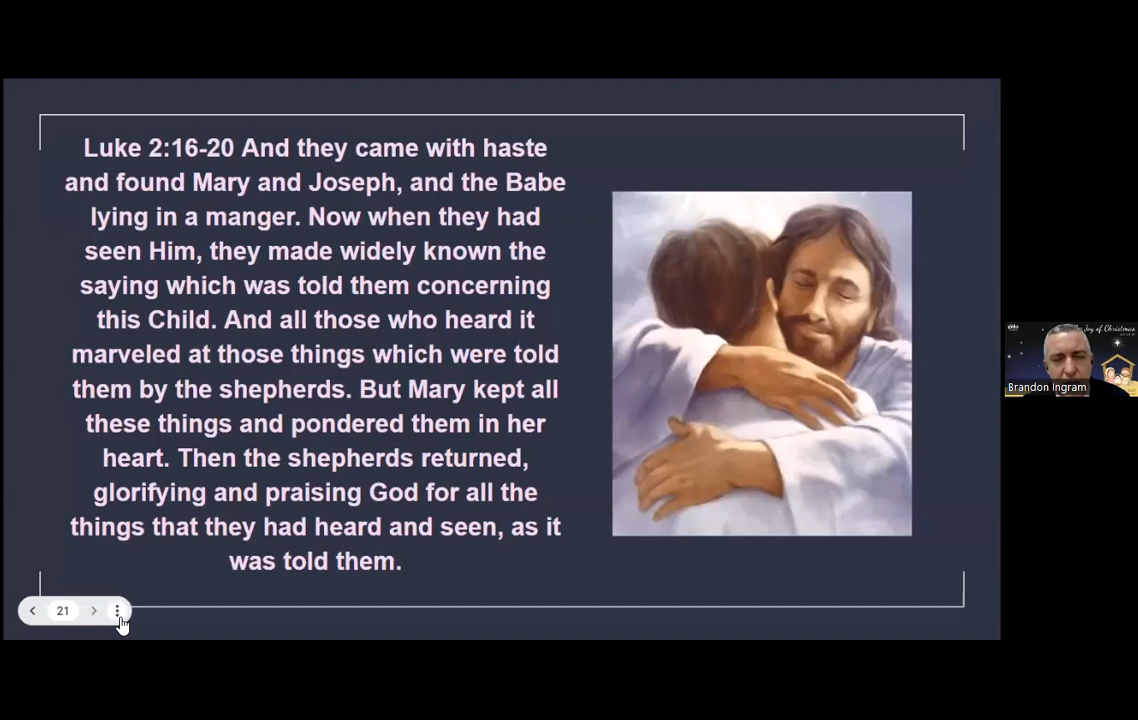 Luke 2:16-20 And they came with haste
and found Mary and Joseph, and the Babe
lying in a manger. Now when they had
seen Him, they made widely known the
saying which was told them concerning
this Child. And all those who heard it
marveled at those things which were told
them by the shepherds. But Mary kept all
these things and pondered them in her
heart. Then the shepherds returned,
glorifying and praising God for all the
things that they had heard and seen, as it
was told them.
21
Joy of Christmas
Brandon Ingram